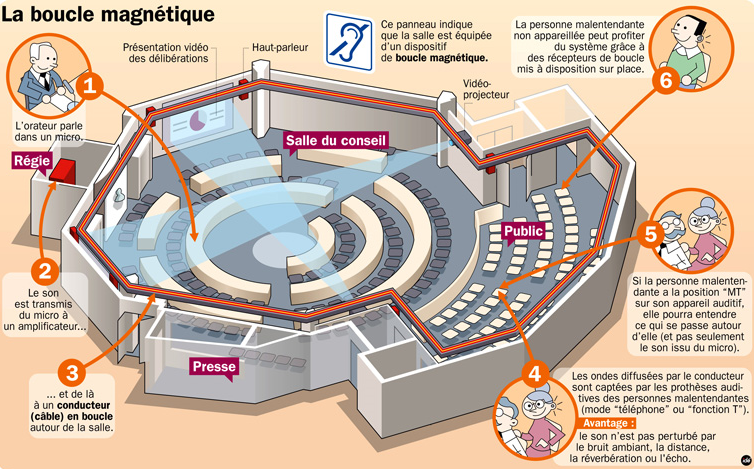 La boucle magnétique
Présentation vidéo
des délibérations
Haut-parleur
Ce panneau indique
que la salle est équipée
d'un dispositif
de boucle magnétique.
La personne malentendante
non appareillée peut profiter
du système grâce à
des récepteurs de boucle
mis à disposition sur place.
6
1
L'orateur parle
dans un micro.
Vidéo-
projecteur
Régie
Salle du conseil
Public
5
Si la personne malenten-
dante a la position "MT"
sur son appareil auditif,
elle pourra entendre
ce qui se passe autour
d'elle (et pas seulement
le son issu du micro).
2
Le son
est transmis
du micro à
un amplificateur...
3
... et de là
à un conducteur
(câble) en boucle
autour de la salle.
Presse
4
Les ondes diffusées par le conducteur
sont captées par les prothèses audi-
tives des personnes malentendantes
(mode "téléphone" ou "fonction T").
Avantage :
le son n'est pas perturbé par
le bruit ambiant, la distance,
la réverbération ou l'écho.
idé